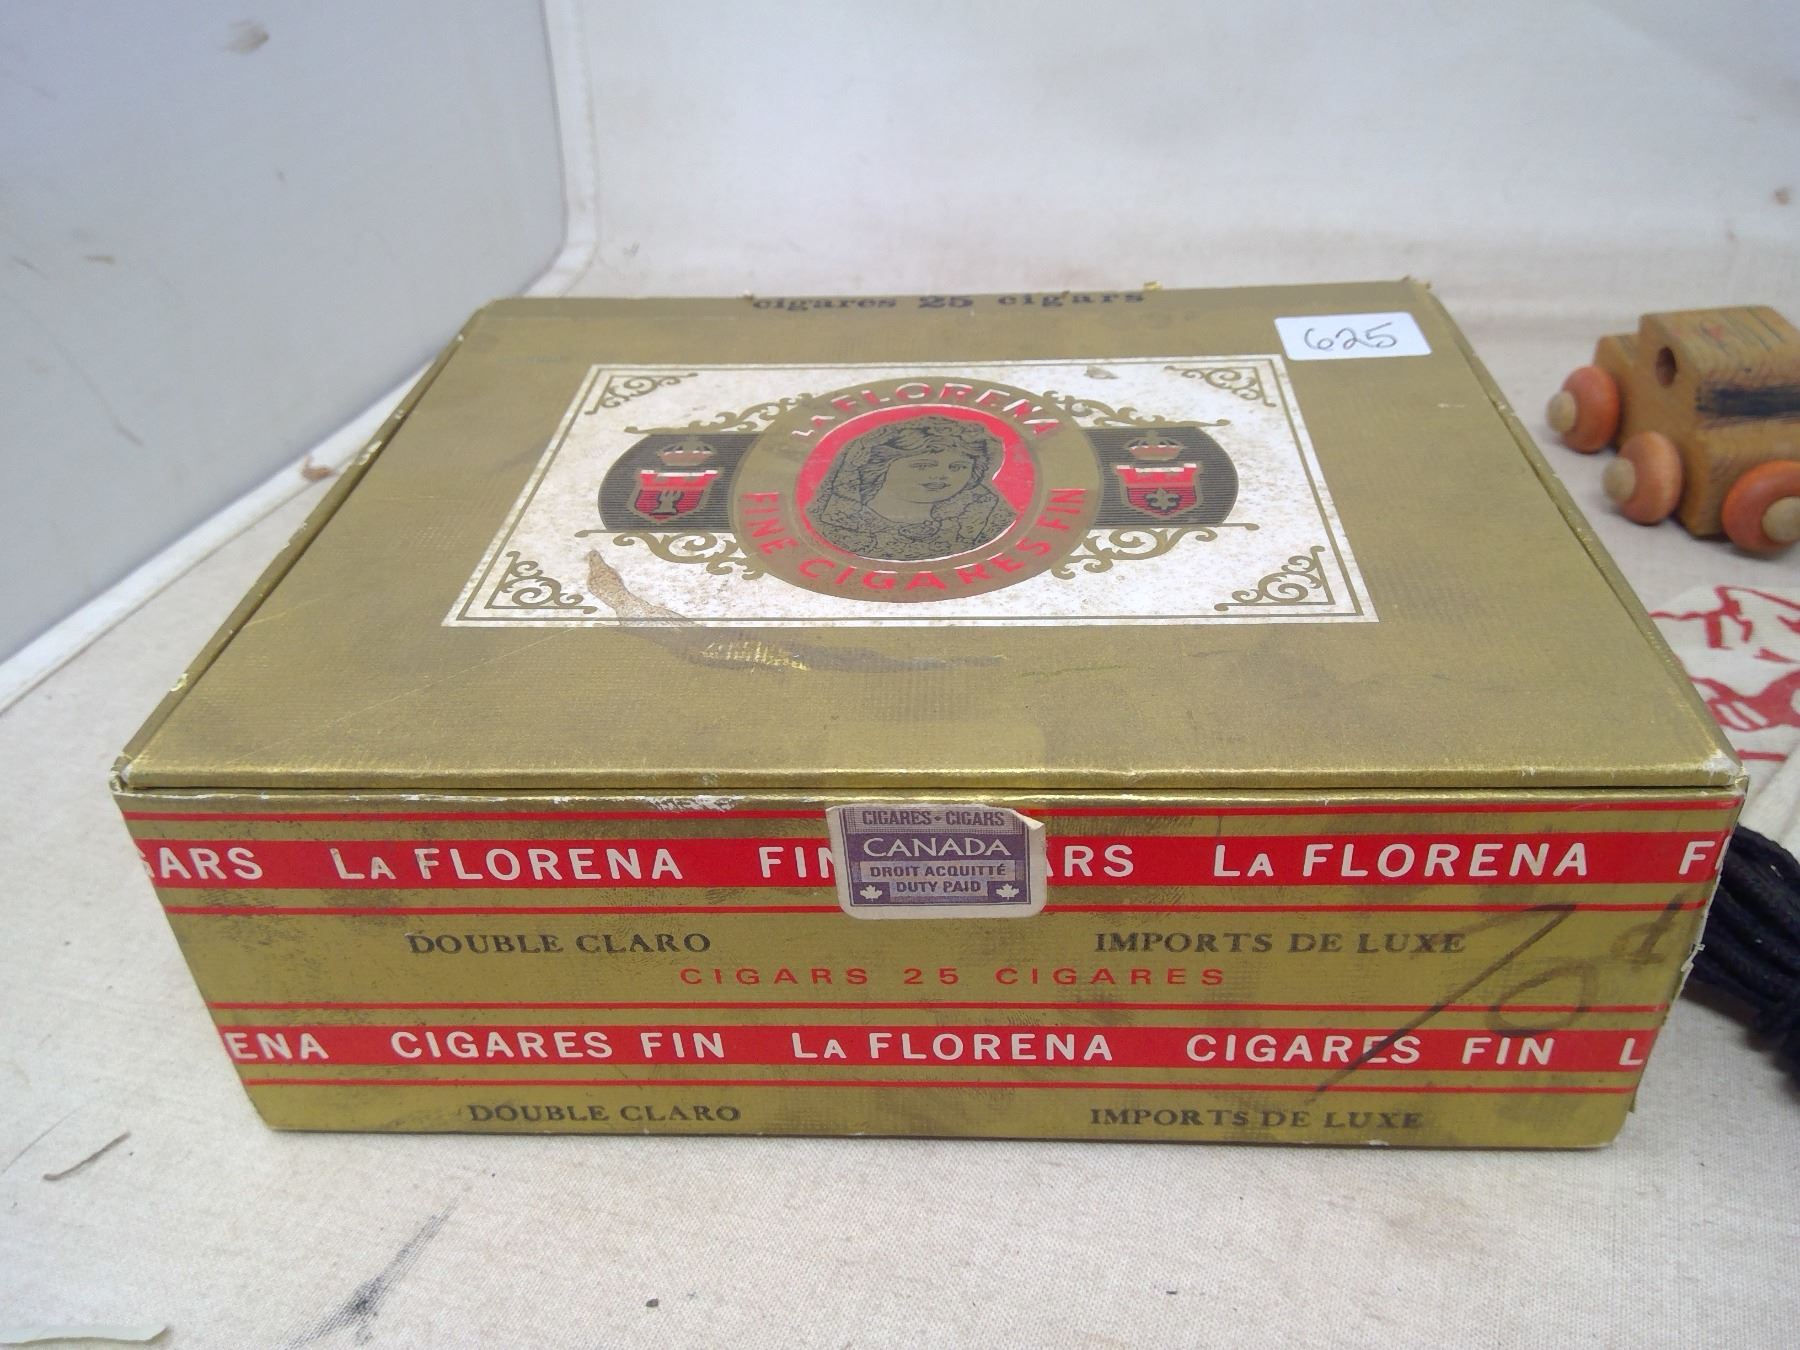 cigares 25 cigars
625
LA FLORENA
FINE CIGARES FIN
CIGARES • CIGARS
CANADA
DROIT ACQUITTÉ
DUTY PAID
GARS LA FLORENA FIN RS LA FLORENA F
DOUBLE CLARO IMPORTS DE LUXE
CIGARS 25 CIGARES
ENA CIGARES FIN LA FLORENA CIGARES FIN L
DOUBLE CLARO IMPORTS DE LUXE